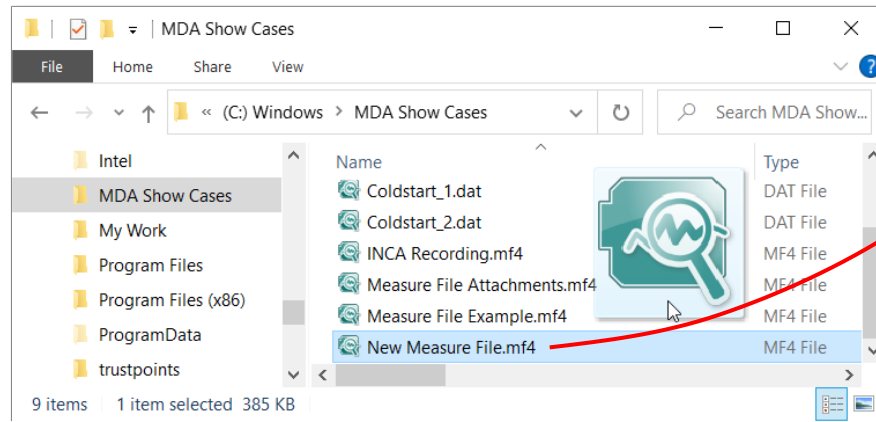 MDA Show Cases
File Home Share View
?
« (C:) Windows > MDA Show Cases Search MDA Show...
Intel
MDA Show Cases
My Work
Program Files
Program Files (x86)
ProgramData
trustpoints
Name Type
Coldstart_1.dat DAT File
Coldstart_2.dat DAT File
INCA Recording.mf4 MF4 File
Measure File Attachments.mf4 MF4 File
Measure File Example.mf4 MF4 File
New Measure File.mf4 MF4 File
9 items 1 item selected 385 KB